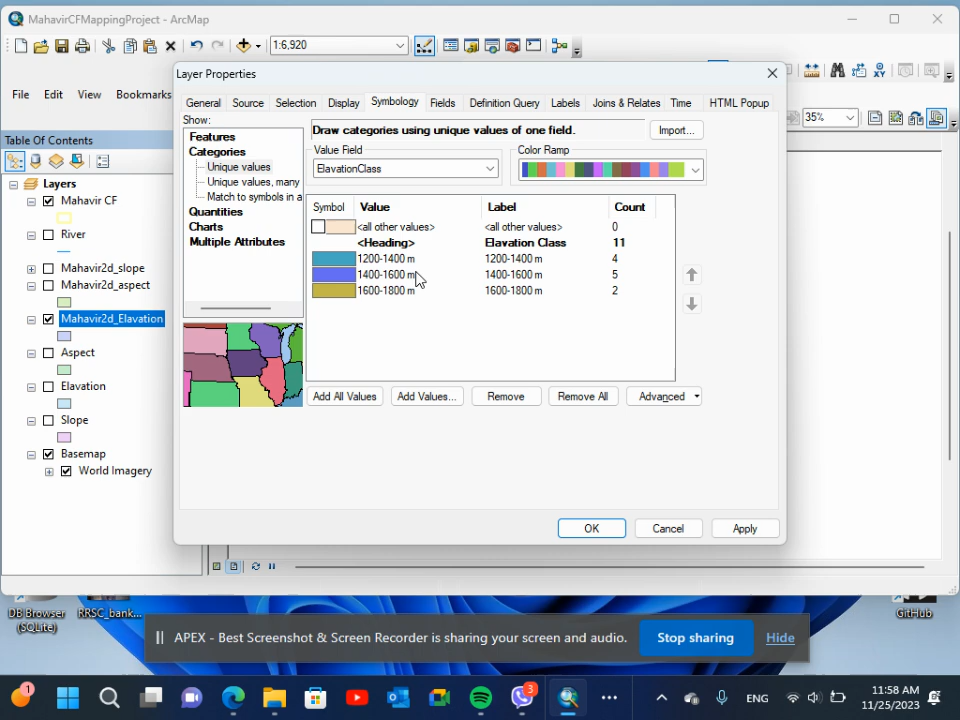 MahavirCFMappingProject - ArcMap
1:6,920
File Edit View Bookmarks
35%
Table Of Contents
Layers
Mahavir CF
River
Mahavir2d_slope
Mahavir2d_aspect
Mahavir2d_Elavation
Aspect
Elavation
Slope
Basemap
World Imagery
Layer Properties
General Source Selection Display Symbology Fields Definition Query Labels Joins & Relates Time HTML Popup
Show:
Features
Categories
Unique values
Unique values, many
Match to symbols in a
Quantities
Charts
Multiple Attributes
Draw categories using unique values of one field.
Import...
Value Field
ElavationClass
Color Ramp
Symbol Value Label Count
<all other values> <all other values> 0
<Heading> Elavation Class 11
1200-1400 m 1200-1400 m 4
1400-1600 m 1400-1600 m 5
1600-1800 m 1600-1800 m 2
Add All Values Add Values... Remove Remove All Advanced
OK Cancel Apply
DB Browser
(SQLite)
RRSC_bank...
GitHub
APEX - Best Screenshot & Screen Recorder is sharing your screen and audio.
Stop sharing
Hide
1
3
ENG
11:58 AM
11/25/2023